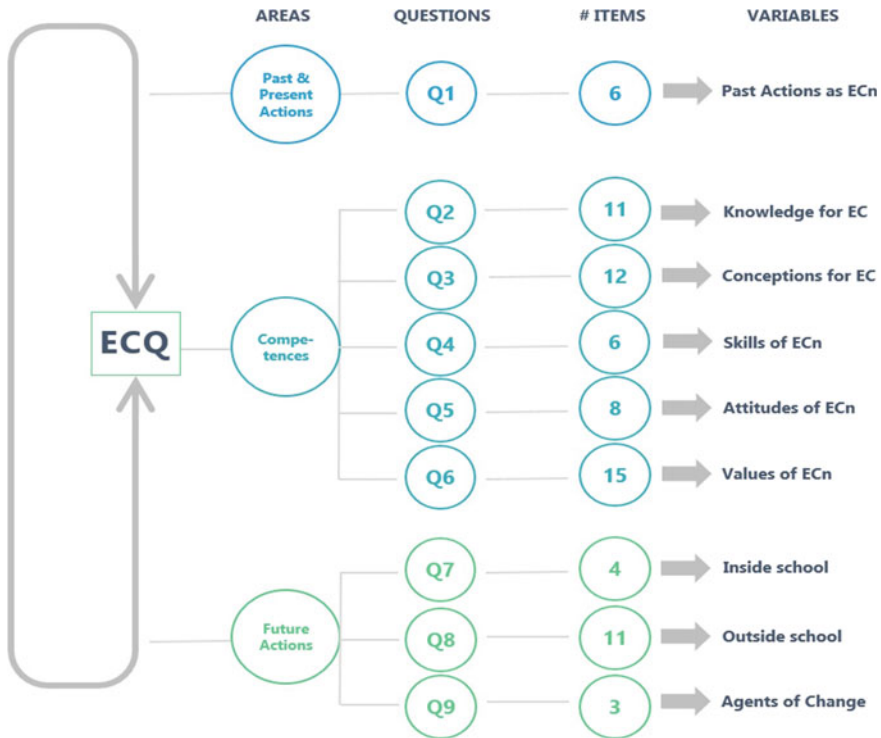 AREAS QUESTIONS # ITEMS VARIABLES
Past &
Present
Actions
Q1 6 Past Actions as ECn
Q2 11 Knowledge for EC
Q3 12 Conceptions for EC
ECQ
Compe-
tences
Q4 6 Skills of ECn
Q5 8 Attitudes of ECn
Q6 15 Values of ECn
Q7 4 Inside school
Future
Actions
Q8 11 Outside school
Q9 3 Agents of Change